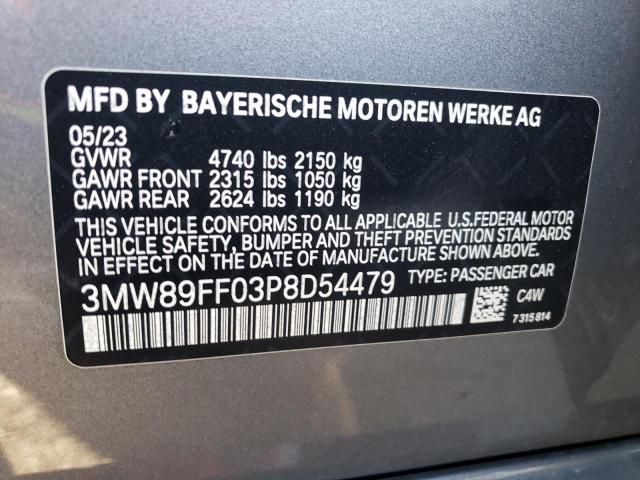 MFD BY BAYERISCHE MOTOREN WERKE AG
05/23
GVWR 4740 lbs 2150 kg
GAWR FRONT 2315 lbs 1050 kg
GAWR REAR 2624 lbs 1190 kg
THIS VEHICLE CONFORMS TO ALL APPLICABLE U.S.FEDERAL MOTOR
VEHICLE SAFETY, BUMPER AND THEFT PREVENTION STANDARDS
IN EFFECT ON THE DATE OF MANUFACTURE SHOWN ABOVE.
3MW89FF03P8D54479 TYPE: PASSENGER CAR
C4W
7315814